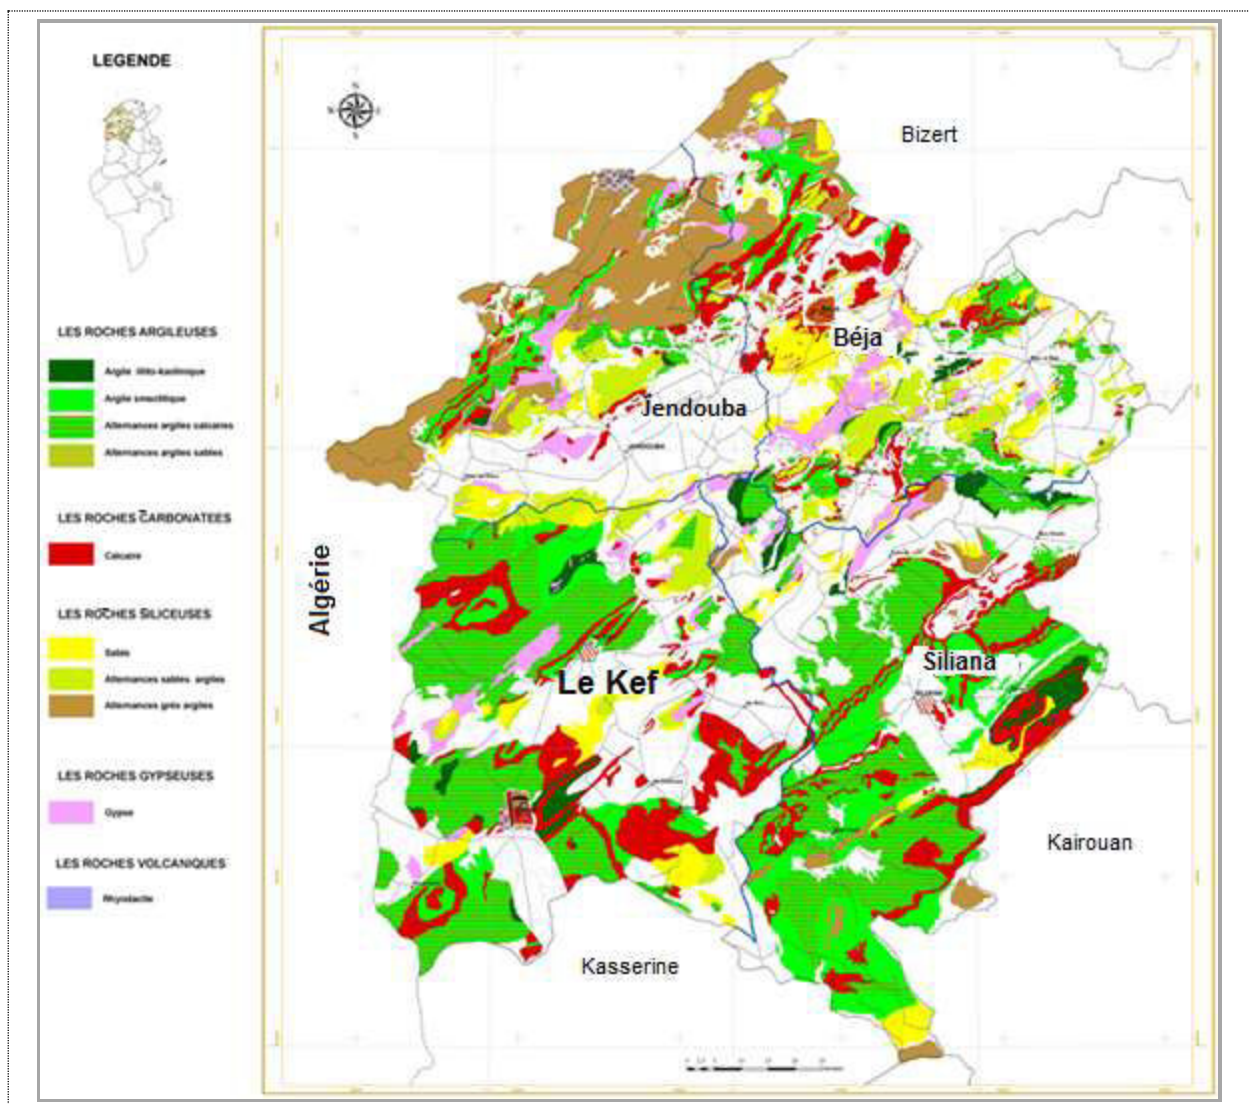 LEGENDE
LES ROCHES ARGILEUSES
Argile illito-kaolinique
Argile smectitique
Alternances argiles calcaires
Alternances argiles sables
LES ROCHES CARBONATEES
Calcaire
LES ROCHES SILICEUSES
Sables
Alternances sables argiles
Alternances grès argiles
LES ROCHES GYPSEUSES
Gypse
LES ROCHES VOLCANIQUES
Rhyodacite
Bizert
Béja
Jendouba
Algérie
Siliana
Le Kef
Kairouan
Kasserine